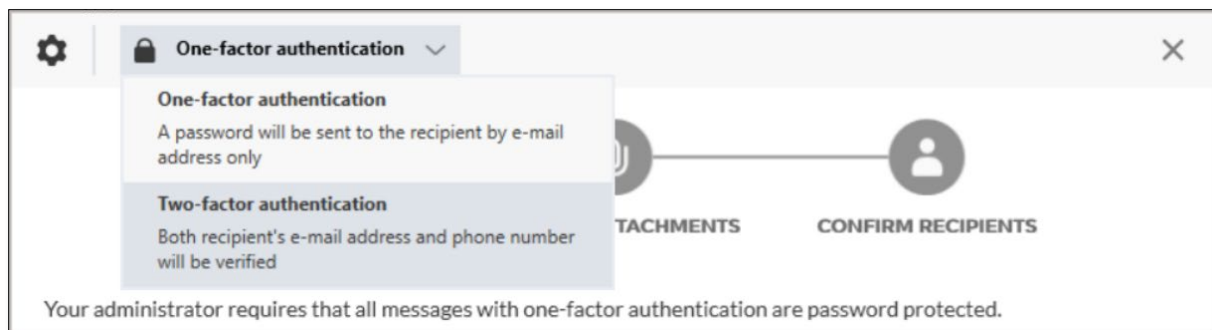 One-factor authentication
One-factor authentication
A password will be sent to the recipient by e-mail
address only
Two-factor authentication
Both recipient's e-mail address and phone number
will be verified
TACHMENTS
CONFIRM RECIPIENTS
Your administrator requires that all messages with one-factor authentication are password protected.